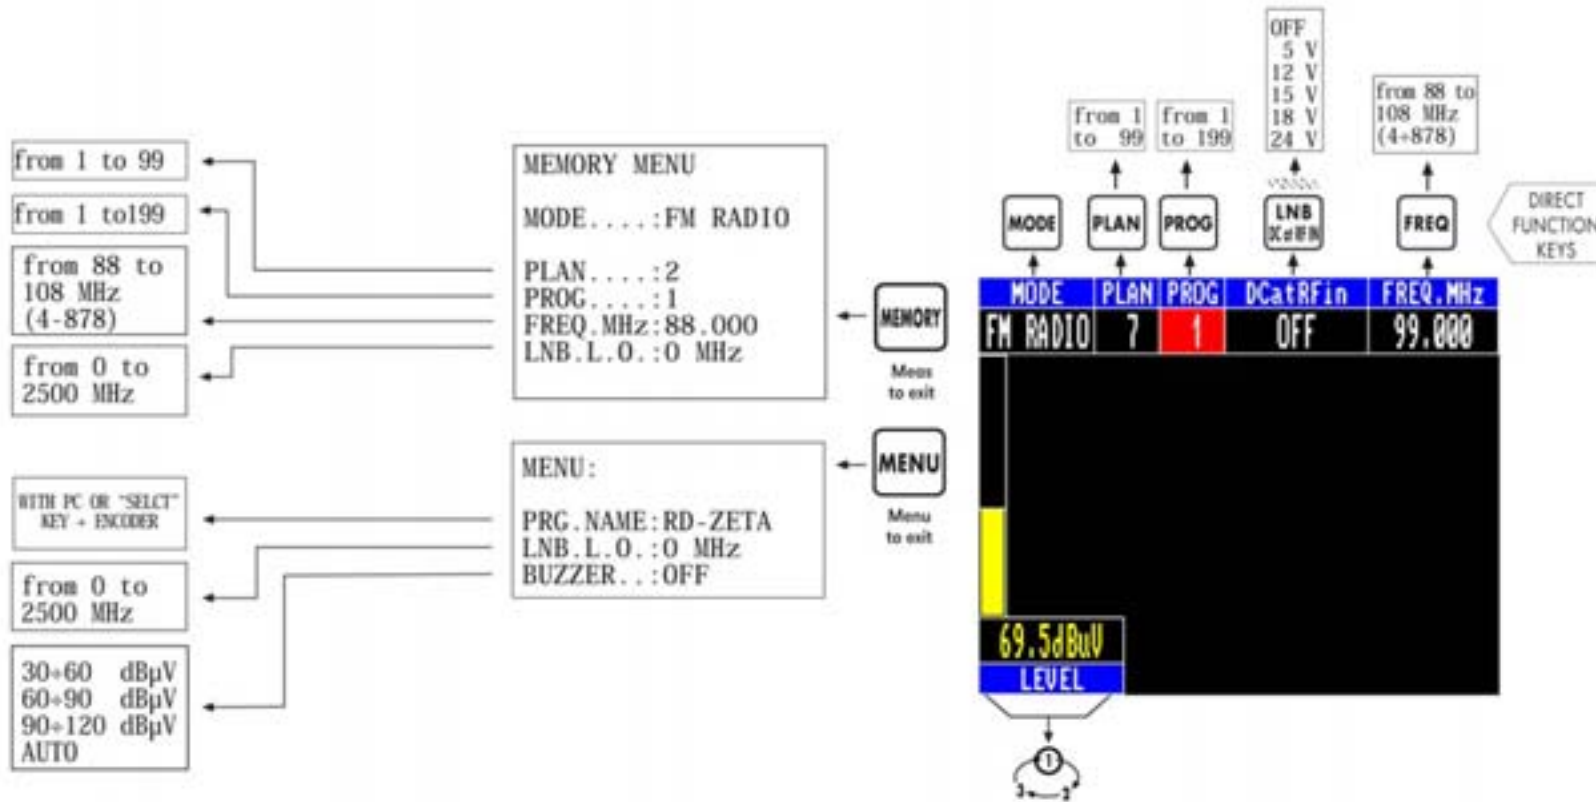 from 1 to 99
from 1 to199
from 88 to
108 MHz
(4-878)
from 0 to
2500 MHz
WITH PC OR "SELCT"
KEY + ENCODER
from 0 to
2500 MHz
30÷60 dBµV
60÷90 dBµV
90÷120 dBµV
AUTO
MEMORY MENU
MODE....:FM RADIO
PLAN....:2
PROG....:1
FREQ.MHz:88.000
LNB.L.O.:0 MHz
MENU:
PRG.NAME:RD-ZETA
LNB.L.O.:0 MHz
BUZZER..:OFF
MEMORY
Meas
to exit
MENU
Menu
to exit
from 1
to 99
from 1
to 199
OFF
5 V
12 V
15 V
18 V
24 V
from 88 to
108 MHz
(4÷878)
MODE
PLAN
PROG
LNB
DC at RF IN
FREQ
DIRECT
FUNCTION
KEYS
MODE PLAN PROG DCatRFin FREQ.MHz
FM RADIO 7 1 OFF 99.000
69.5dBuV
LEVEL
1
3 2